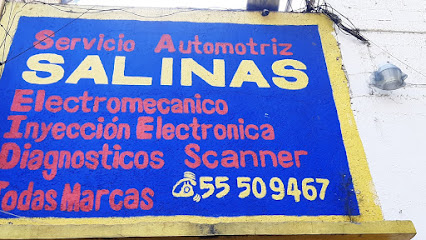 Servicio Automotriz
SALINAS
Electromecanico
Inyección Electronica
Diagnosticos Scanner
Todas Marcas 55 509467